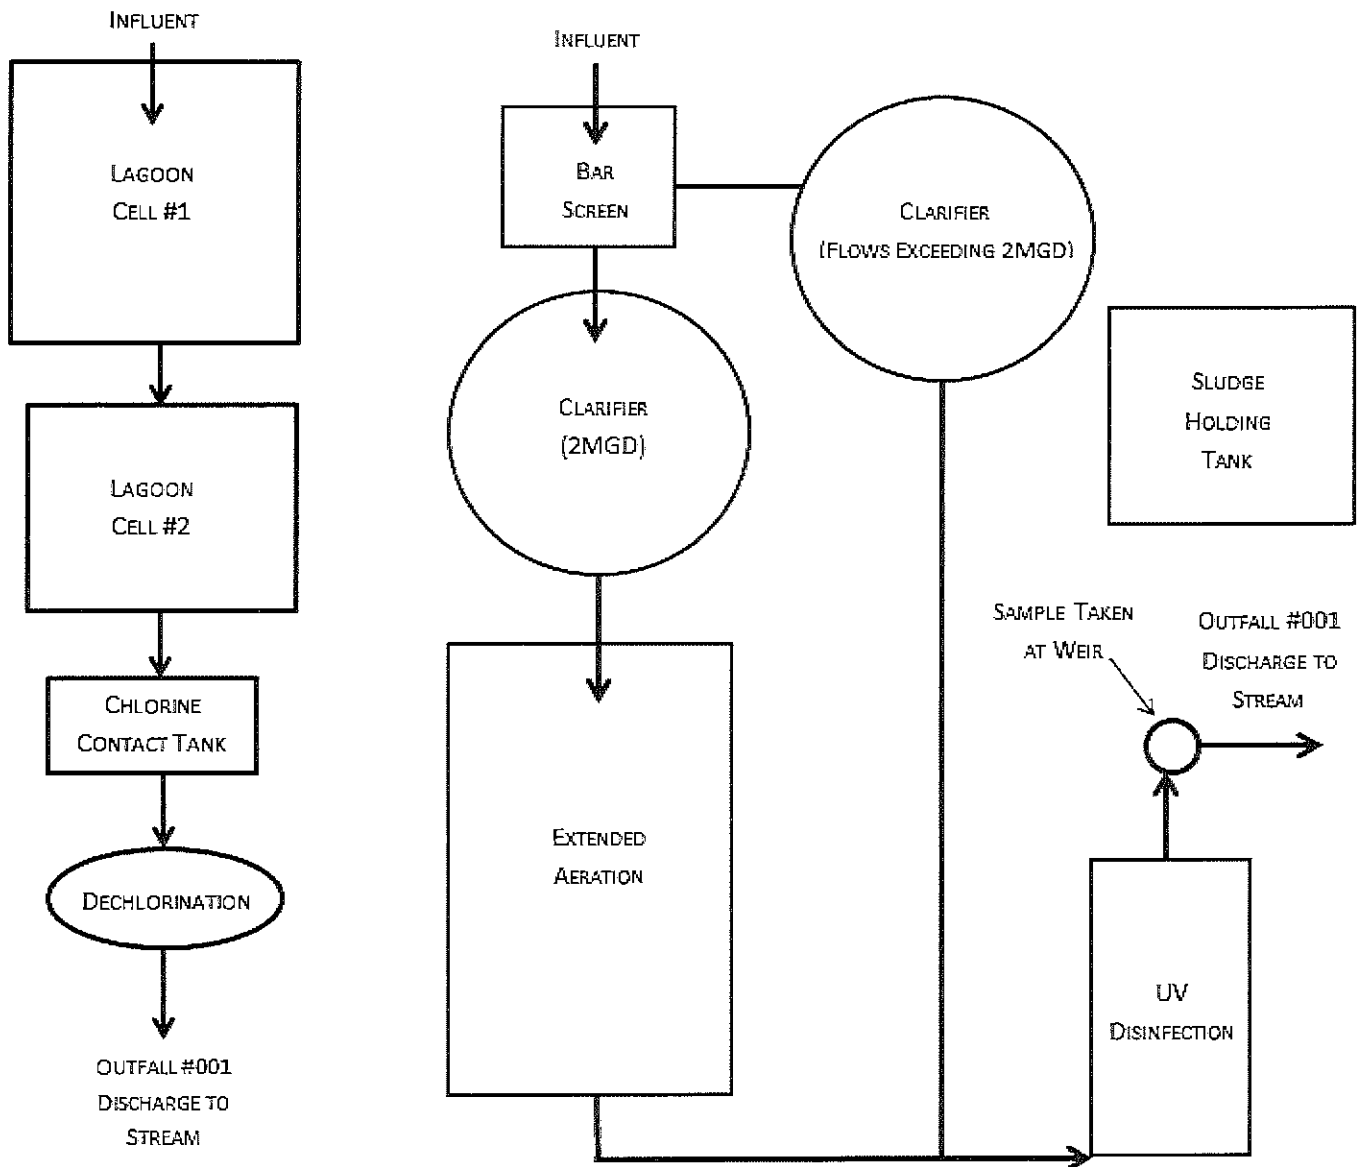 INFLUENT
LAGOON
CELL #1
LAGOON
CELL #2
CHLORINE
CONTACT TANK
DECHLORINATION
OUTFALL #001
DISCHARGE TO
STREAM
INFLUENT
BAR
SCREEN
CLARIFIER
(FLOWS EXCEEDING 2MGD)
CLARIFIER
(2MGD)
EXTENDED
AERATION
SLUDGE
HOLDING
TANK
SAMPLE TAKEN
AT WEIR
OUTFALL #001
DISCHARGE TO
STREAM
UV
DISINFECTION